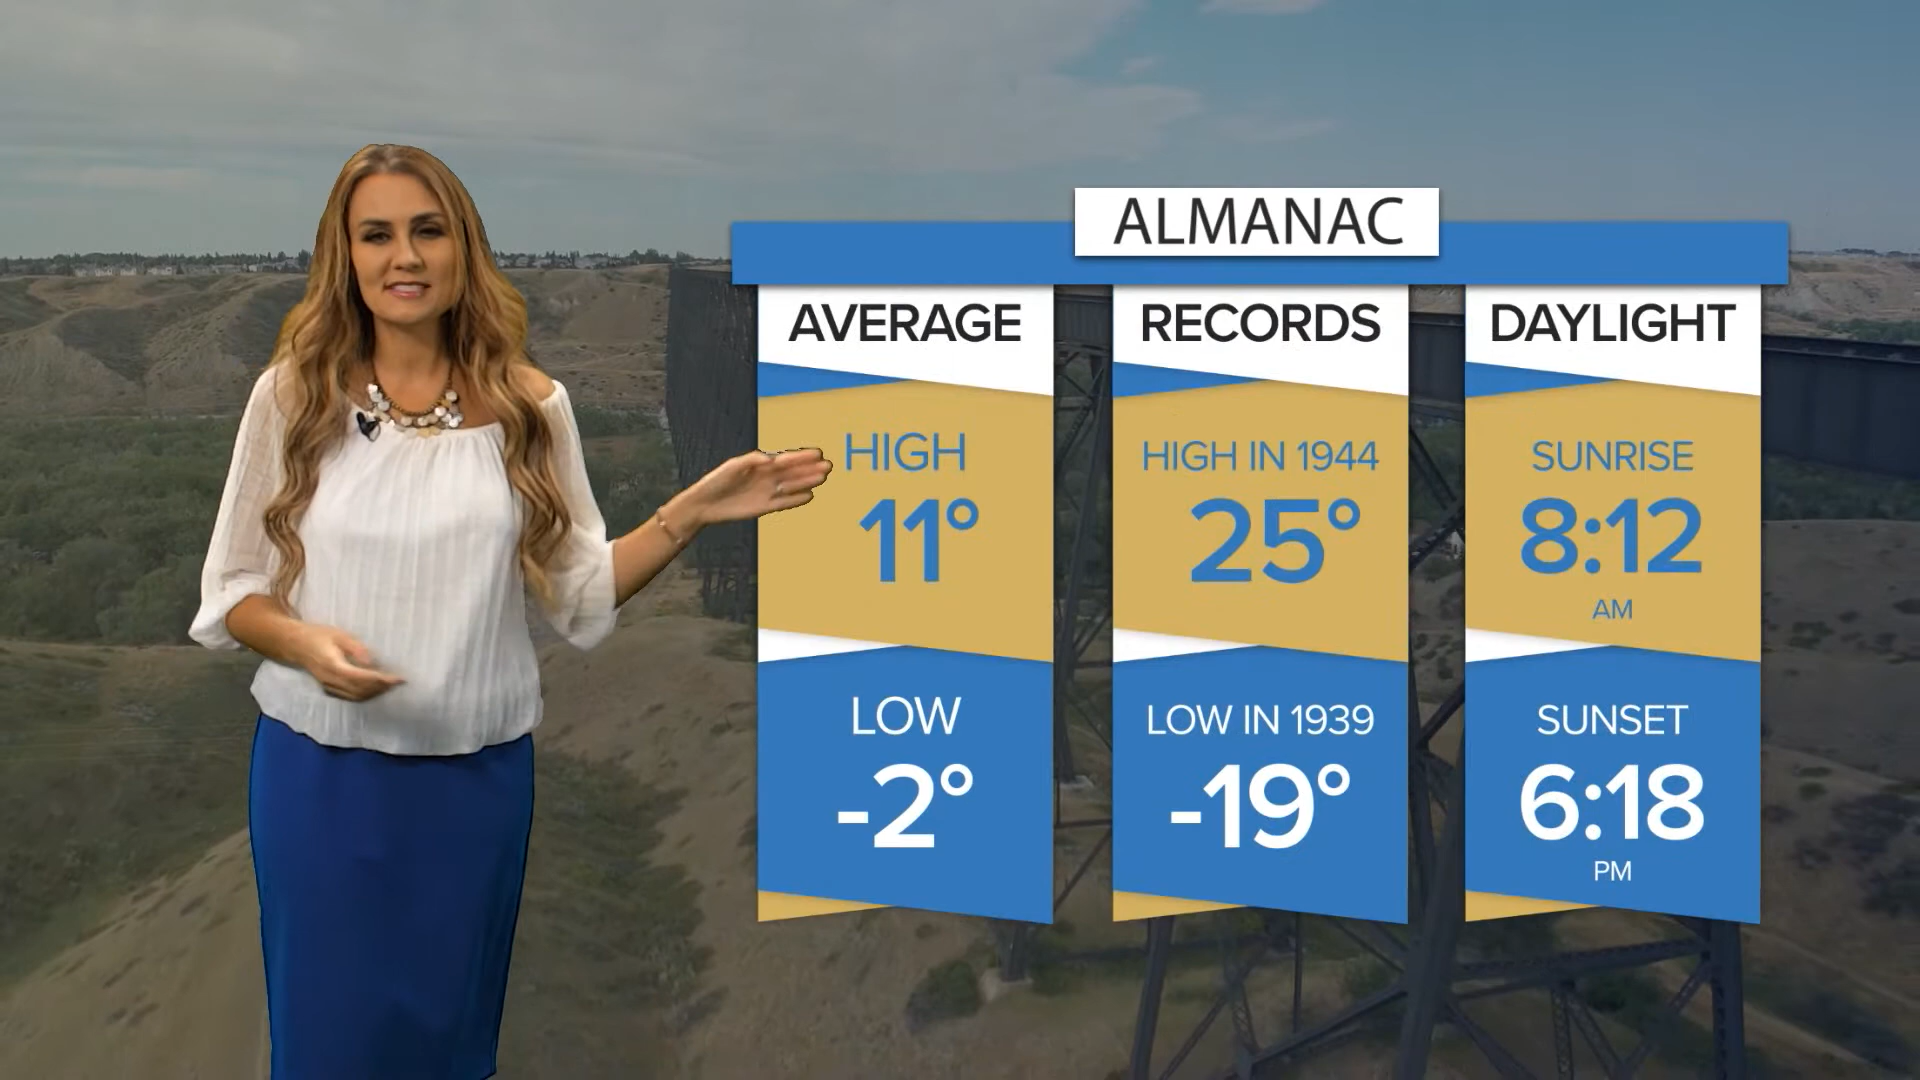 ALMANAC
AVERAGE
HIGH
11°
LOW
-2°
RECORDS
HIGH IN 1944
25°
LOW IN 1939
-19°
DAYLIGHT
SUNRISE
8:12
AM
SUNSET
6:18
PM